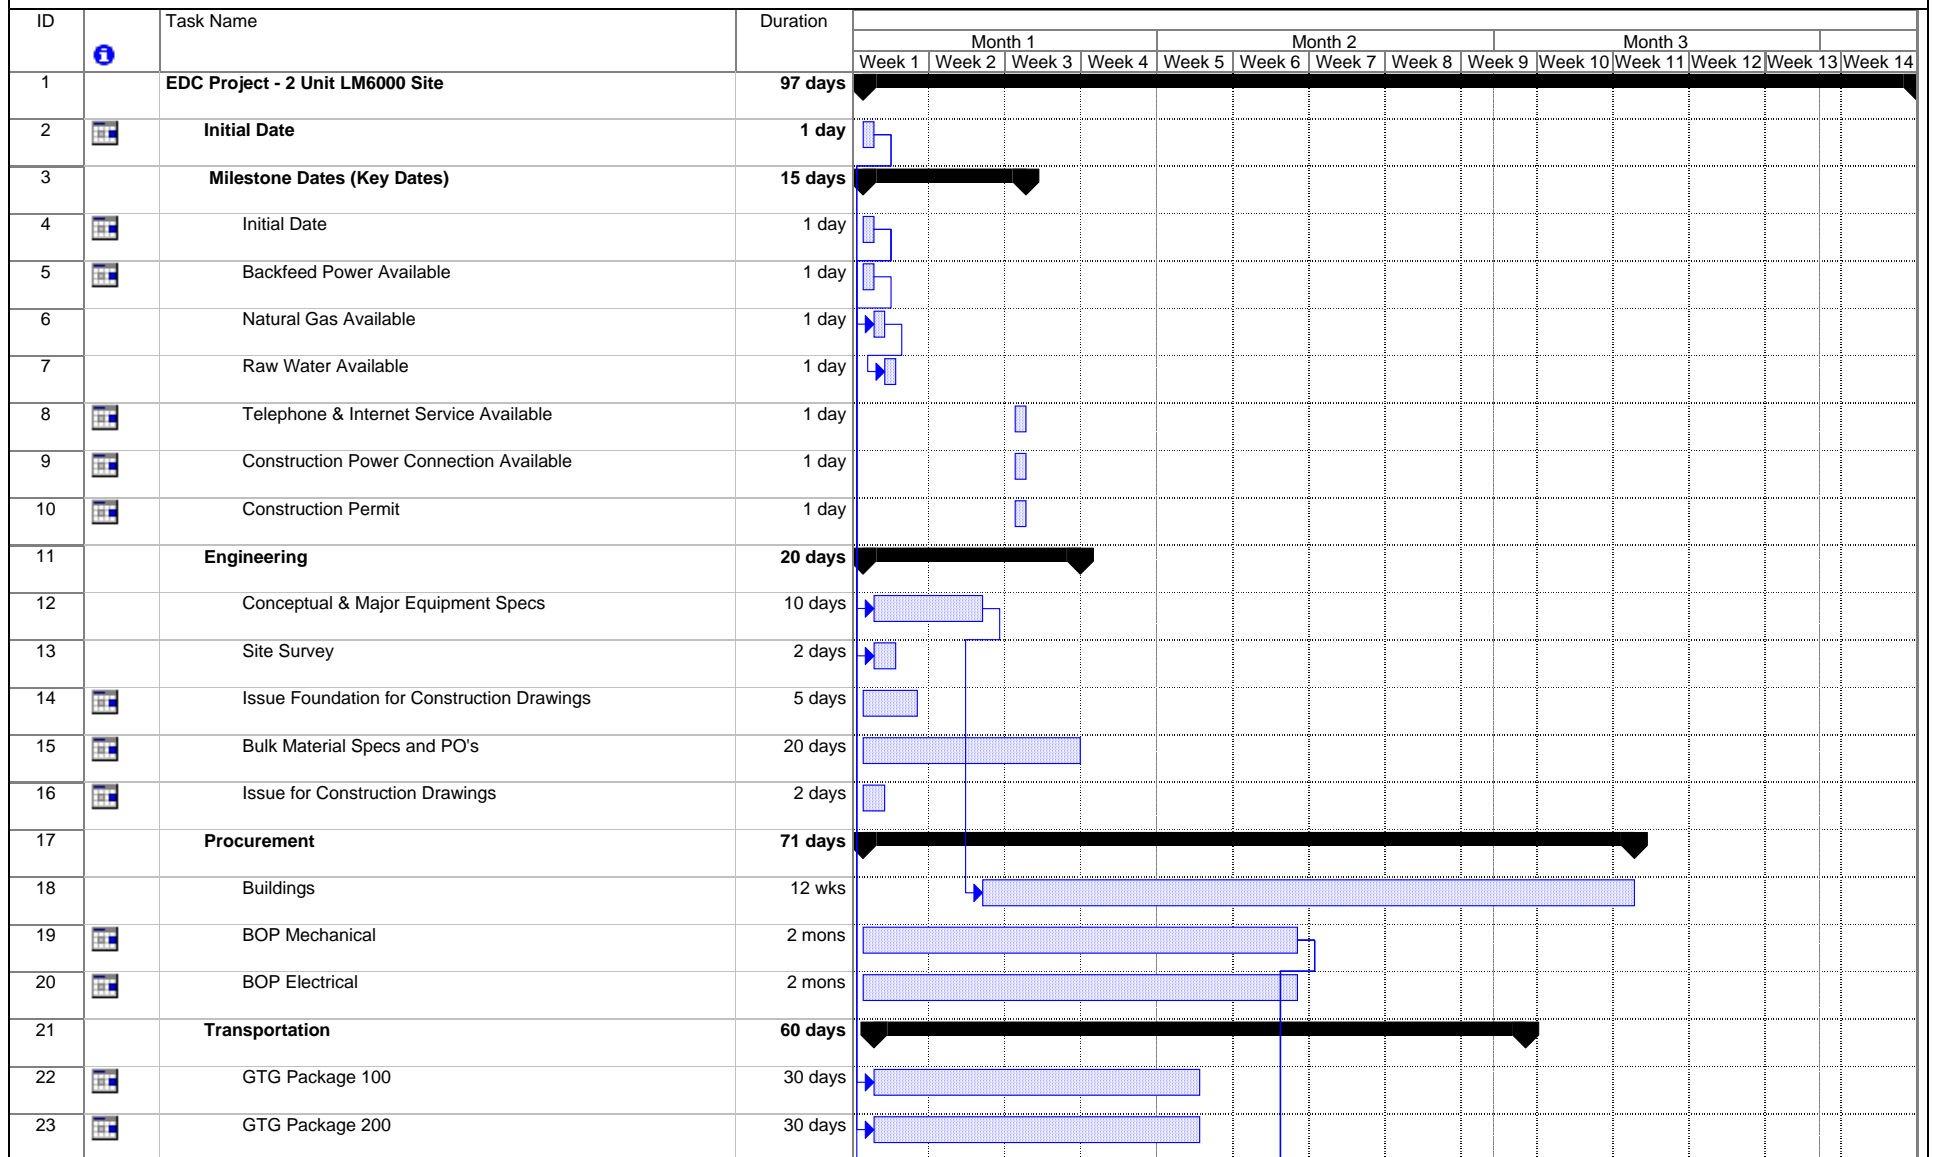 ID Task Name Duration
Month 1 Month 2 Month 3
Week 1 Week 2 Week 3 Week 4 Week 5 Week 6 Week 7 Week 8 Week 9 Week 10 Week 11 Week 12 Week 13 Week 14
1 EDC Project - 2 Unit LM6000 Site 97 days
2 Initial Date 1 day
3 Milestone Dates (Key Dates) 15 days
4 Initial Date 1 day
5 Backfeed Power Available 1 day
6 Natural Gas Available 1 day
7 Raw Water Available 1 day
8 Telephone & Internet Service Available 1 day
9 Construction Power Connection Available 1 day
10 Construction Permit 1 day
11 Engineering 20 days
12 Conceptual & Major Equipment Specs 10 days
13 Site Survey 2 days
14 Issue Foundation for Construction Drawings 5 days
15 Bulk Material Specs and PO's 20 days
16 Issue for Construction Drawings 2 days
17 Procurement 71 days
18 Buildings 12 wks
19 BOP Mechanical 2 mons
20 BOP Electrical 2 mons
21 Transportation 60 days
22 GTG Package 100 30 days
23 GTG Package 200 30 days